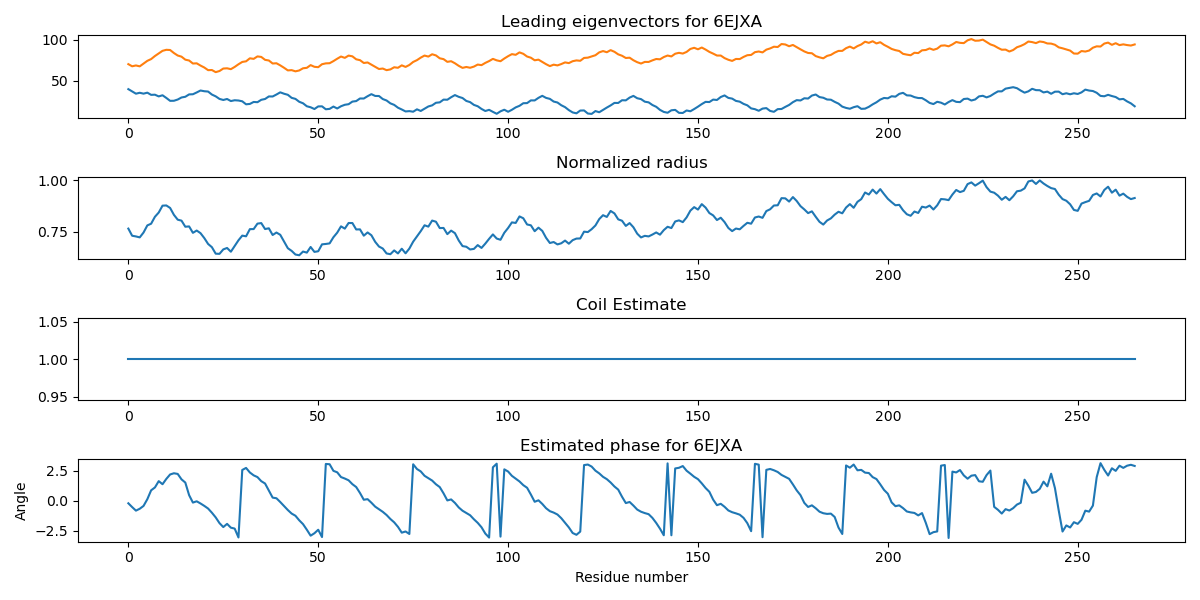 Leading eigenvectors for 6EJXA
100
50
0 50 100 150 200 250
Normalized radius
1.00
0.75
0 50 100 150 200 250
Coil Estimate
1.05
1.00
0.95
0 50 100 150 200 250
Estimated phase for 6EJXA
2.5
0.0
−2.5
Angle
0 50 100 150 200 250
Residue number